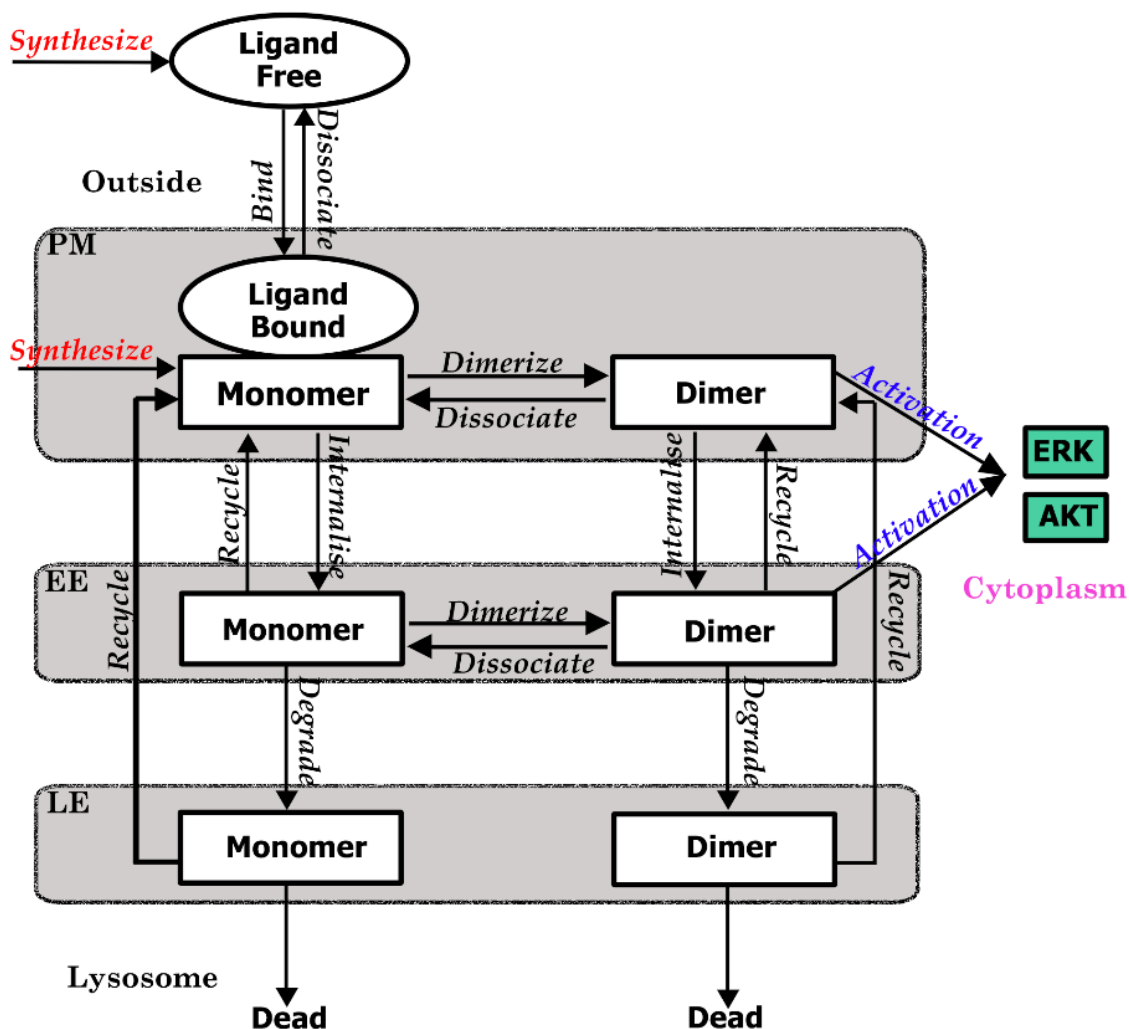 Synthesize
Ligand
Free
Outside
Bind
Dissociate
PM
Ligand
Bound
Synthesize
Monomer
Dimerize
Dissociate
Dimer
Activation
ERK
AKT
Activation
Cytoplasm
Recycle
Internalise
Internalise
Recycle
EE
Recycle
Monomer
Dimerize
Dissociate
Dimer
Recycle
Degrade
Degrade
LE
Monomer
Dimer
Lysosome
Dead
Dead